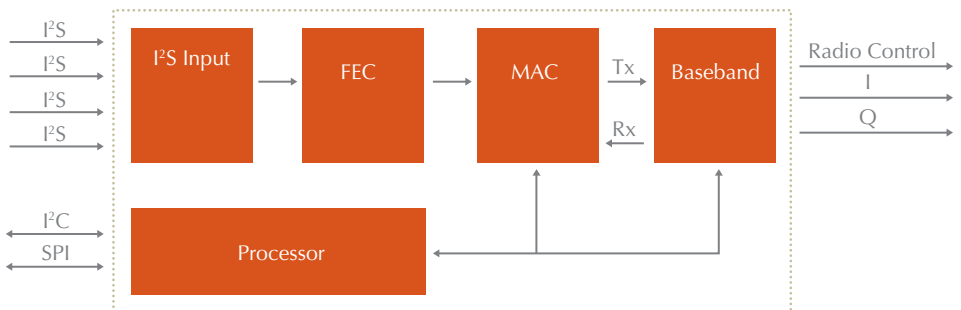 I²S
I²S
I²S
I²S
I²S Input
FEC
MAC
Tx
Rx
Baseband
Radio Control
I
Q
I²C
SPI
Processor